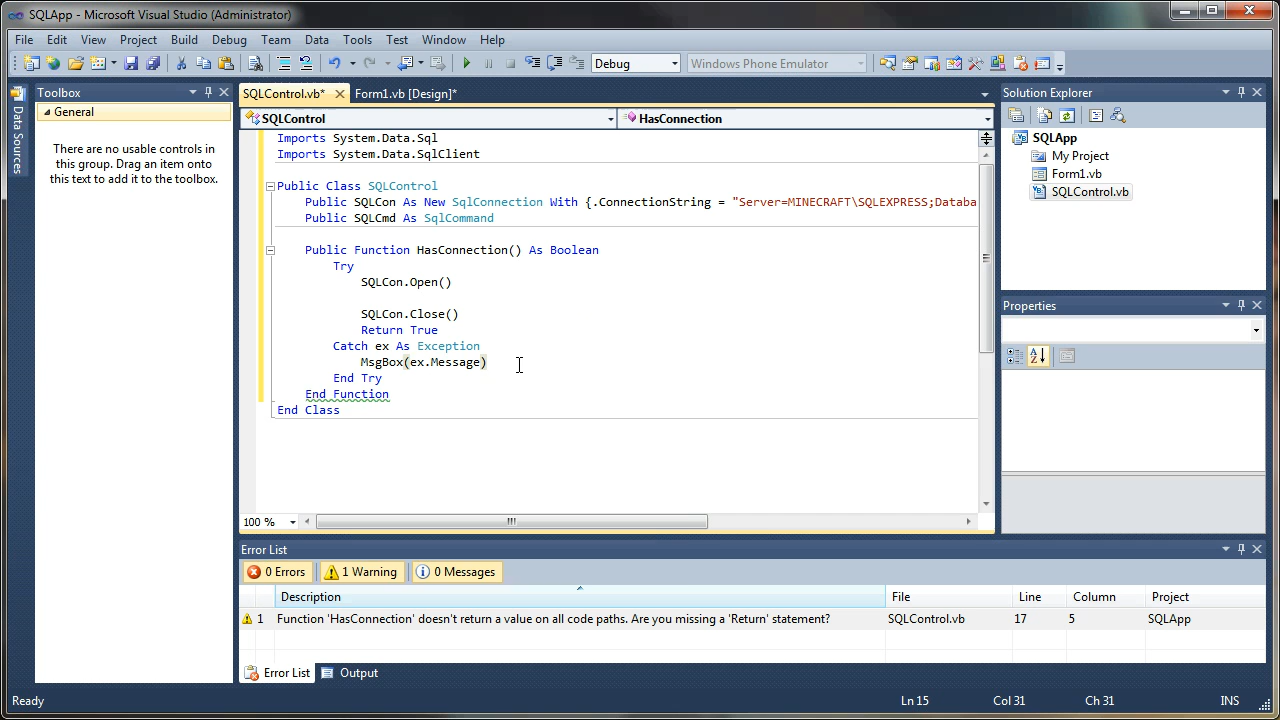 SQLApp - Microsoft Visual Studio (Administrator)
File Edit View Project Build Debug Team Data Tools Test Window Help
Debug Windows Phone Emulator
Data Sources
Toolbox
General
There are no usable controls in
this group. Drag an item onto
this text to add it to the toolbox.
SQLControl.vb* Form1.vb [Design]*
SQLControl HasConnection
Imports System.Data.Sql
Imports System.Data.SqlClient
Public Class SQLControl
Public SQLCon As New SqlConnection With {.ConnectionString = "Server=MINECRAFT\SQLEXPRESS;Databa
Public SQLCmd As SqlCommand
Public Function HasConnection() As Boolean
Try
SQLCon.Open()
SQLCon.Close()
Return True
Catch ex As Exception
MsgBox(ex.Message)
End Try
End Function
End Class
100 %
Solution Explorer
SQLApp
My Project
Form1.vb
SQLControl.vb
Properties
Error List
0 Errors 1 Warning 0 Messages
Description File Line Column Project
1 Function 'HasConnection' doesn't return a value on all code paths. Are you missing a 'Return' statement? SQLControl.vb 17 5 SQLApp
Error List Output
Ready Ln 15 Col 31 Ch 31 INS